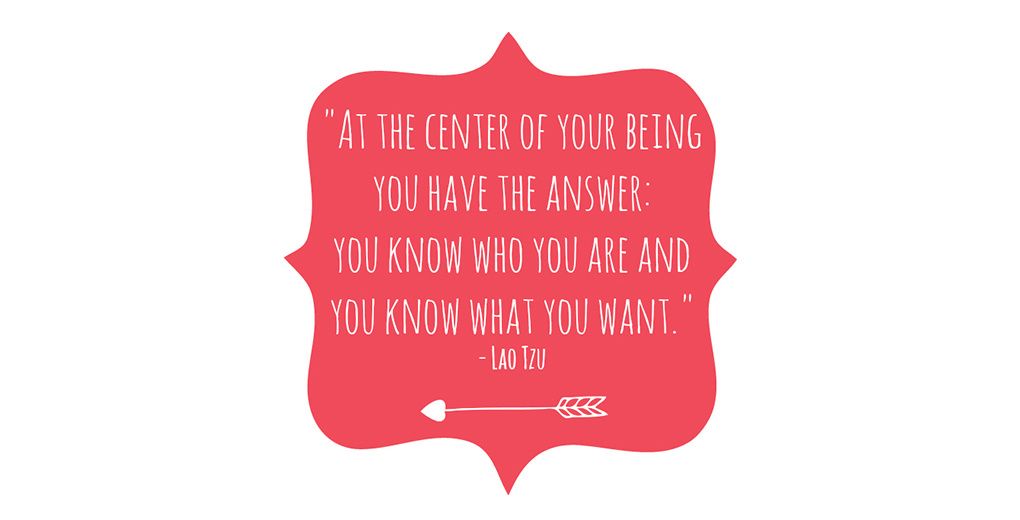 "At the center of your being
you have the answer:
you know who you are and
you know what you want."
- Lao Tzu